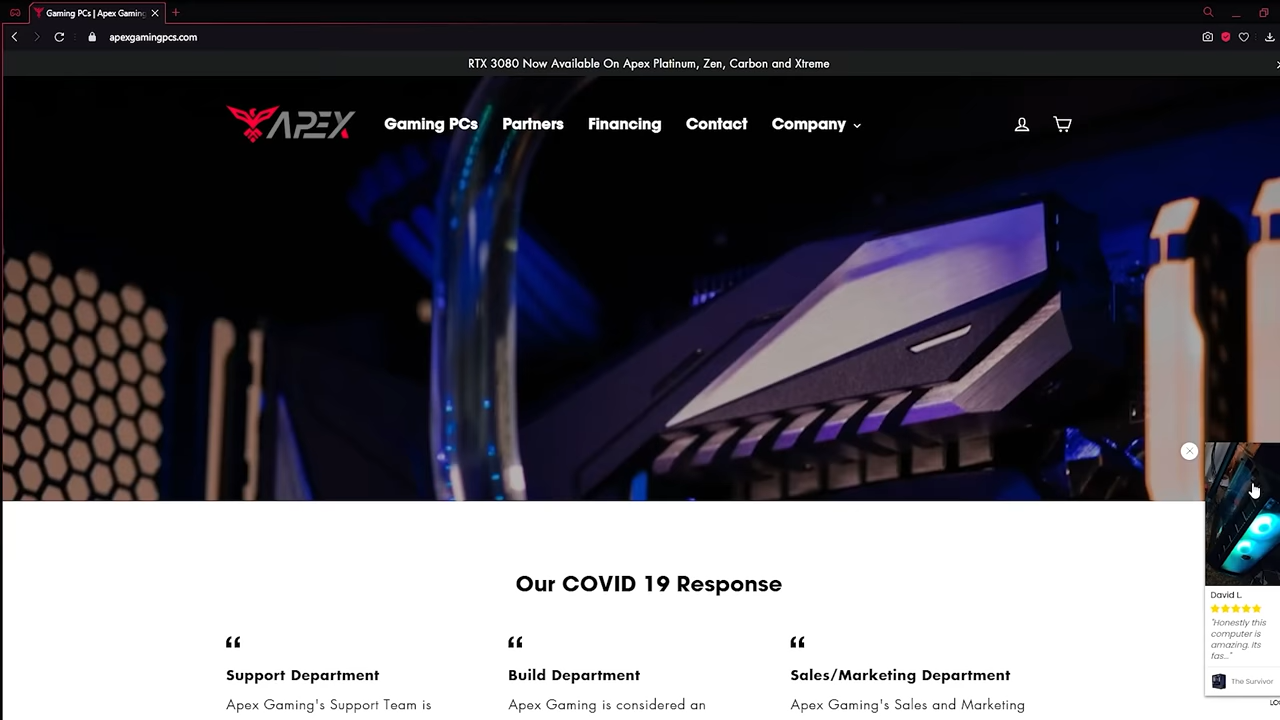 Gaming PCs | Apex Gaming
apexgamingpcs.com
RTX 3080 Now Available On Apex Platinum, Zen, Carbon and Xtreme
APEX
Gaming PCs
Partners
Financing
Contact
Company
David L.
"Honestly this
computer is
amazing. Its
fas..."
The Survivor
Our COVID 19 Response
“
“
“
Support Department
Build Department
Sales/Marketing Department
Apex Gaming's Support Team is
Apex Gaming is considered an
Apex Gaming's Sales and Marketing